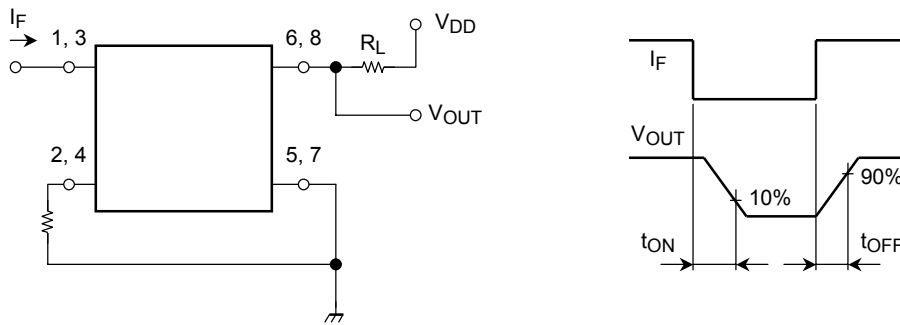 IF
1, 3
6, 8
RL
VDD
VOUT
2, 4
5, 7
IF
VOUT
10%
90%
tON
tOFF